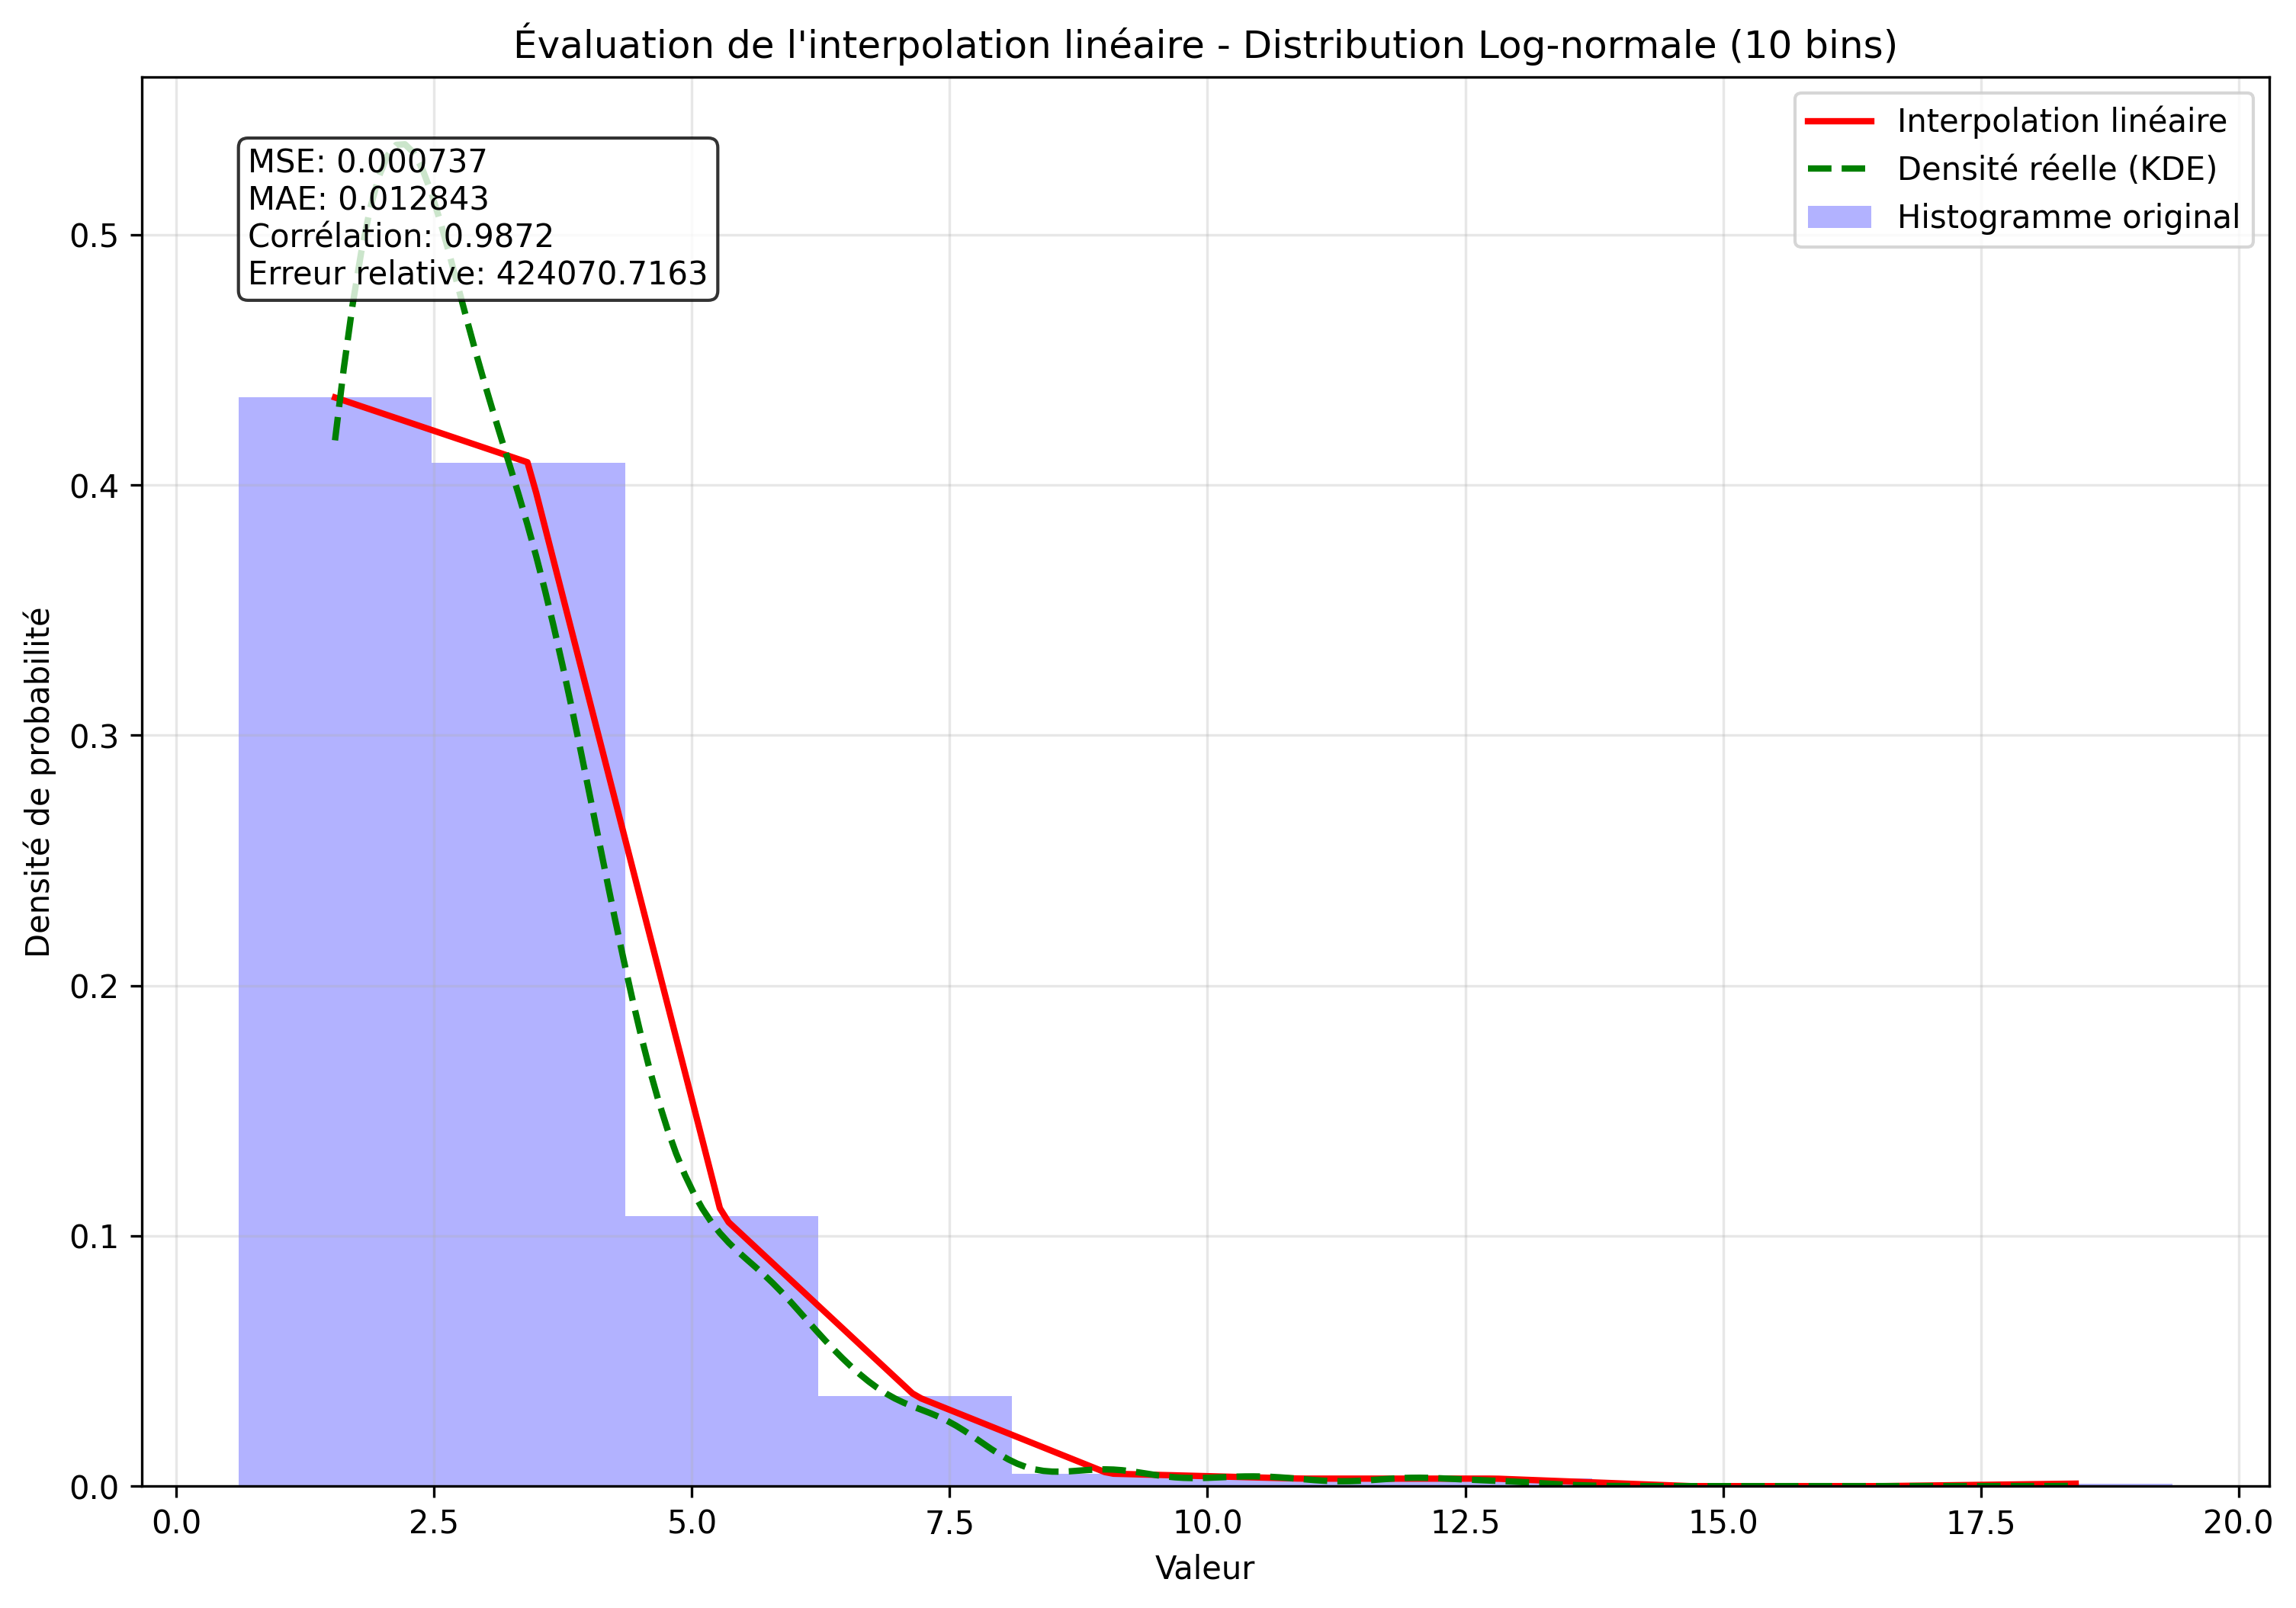 Évaluation de l'interpolation linéaire - Distribution Log-normale (10 bins)
MSE: 0.000737
MAE: 0.012843
Corrélation: 0.9872
Erreur relative: 424070.7163
Interpolation linéaire
Densité réelle (KDE)
Histogramme original
Densité de probabilité
0.5
0.4
0.3
0.2
0.1
0.0
0.0 2.5 5.0 7.5 10.0 12.5 15.0 17.5 20.0
Valeur